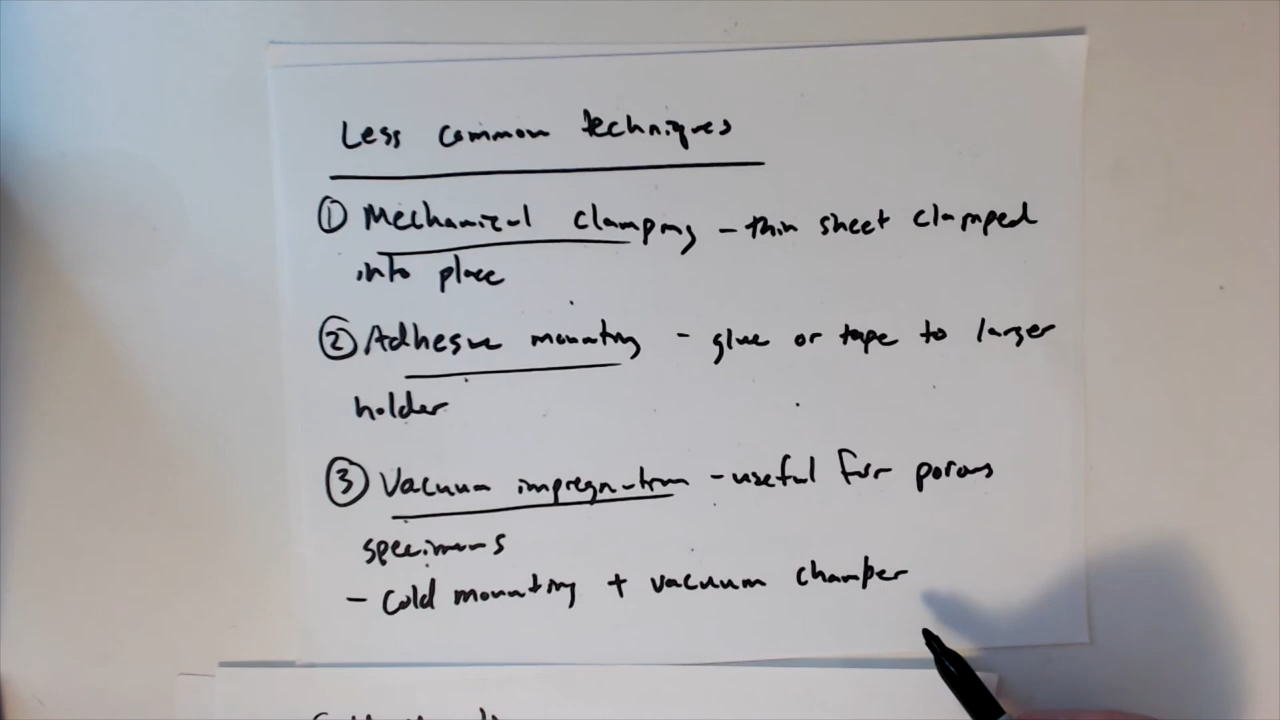 Less common techniques
① Mechanical clamping - thin sheet clamped
into place
② Adhesive mounting - glue or tape to larger
holder
③ Vacuum impregnation - useful for porous
specimens
- Cold mounting + vacuum chamber